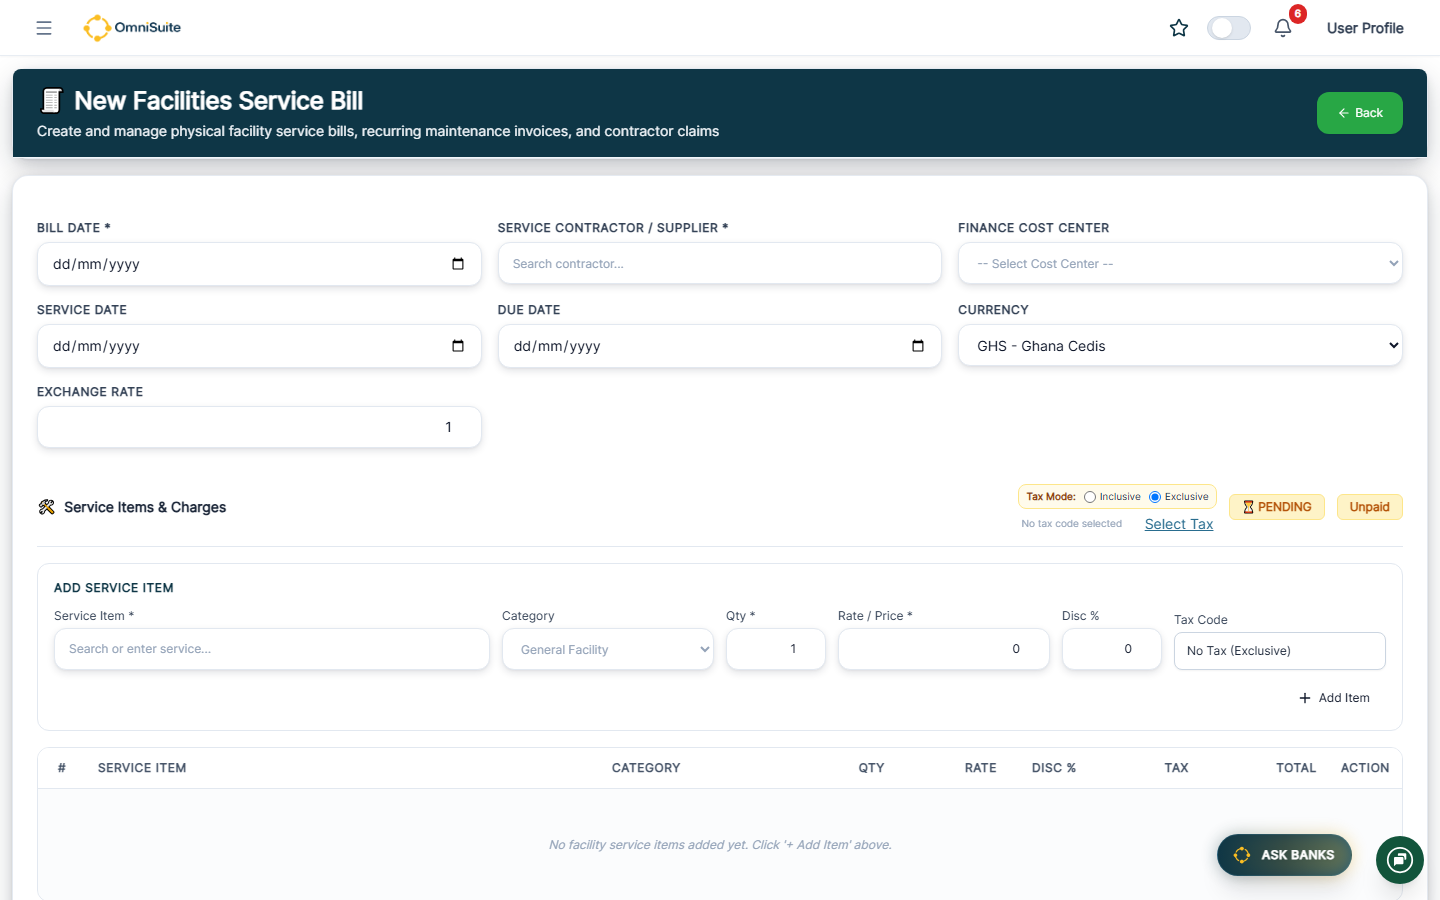 OmniSuite
6
User Profile
New Facilities Service Bill
Create and manage physical facility service bills, recurring maintenance invoices, and contractor claims
← Back
BILL DATE *
SERVICE CONTRACTOR / SUPPLIER *
FINANCE COST CENTER
dd/mm/yyyy
Search contractor...
-- Select Cost Center --
SERVICE DATE
DUE DATE
CURRENCY
dd/mm/yyyy
dd/mm/yyyy
GHS - Ghana Cedis
EXCHANGE RATE
1
Service Items & Charges
Tax Mode: Inclusive Exclusive
No tax code selected
Select Tax
PENDING
Unpaid
ADD SERVICE ITEM
Service Item *
Category
Qty *
Rate / Price *
Disc %
Tax Code
Search or enter service...
General Facility
1
0
0
No Tax (Exclusive)
+ Add Item
# SERVICE ITEM CATEGORY QTY RATE DISC % TAX TOTAL ACTION
No facility service items added yet. Click '+ Add Item' above.
ASK BANKS